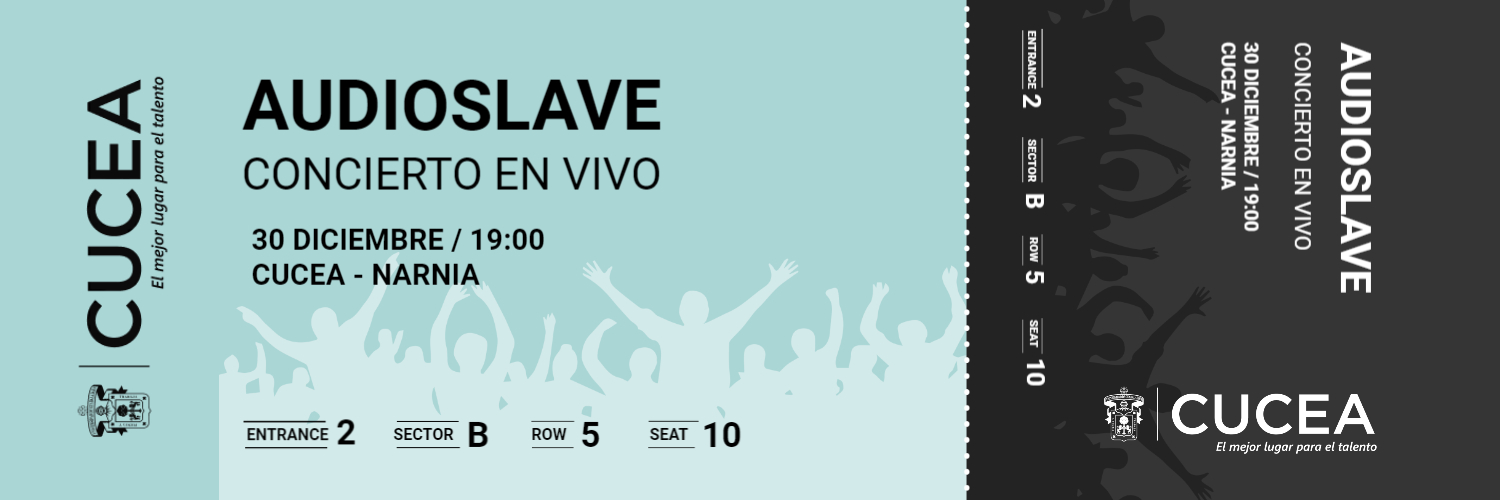 CUCEA
El mejor lugar para el talento
AUDIOSLAVE
CONCIERTO EN VIVO
30 DICIEMBRE / 19:00
CUCEA - NARNIA
ENTRANCE 2
SECTOR B
ROW 5
SEAT 10
AUDIOSLAVE
CONCIERTO EN VIVO
30 DICIEMBRE / 19:00
CUCEA - NARNIA
ENTRANCE 2
SECTOR B
ROW 5
SEAT 10
CUCEA
El mejor lugar para el talento